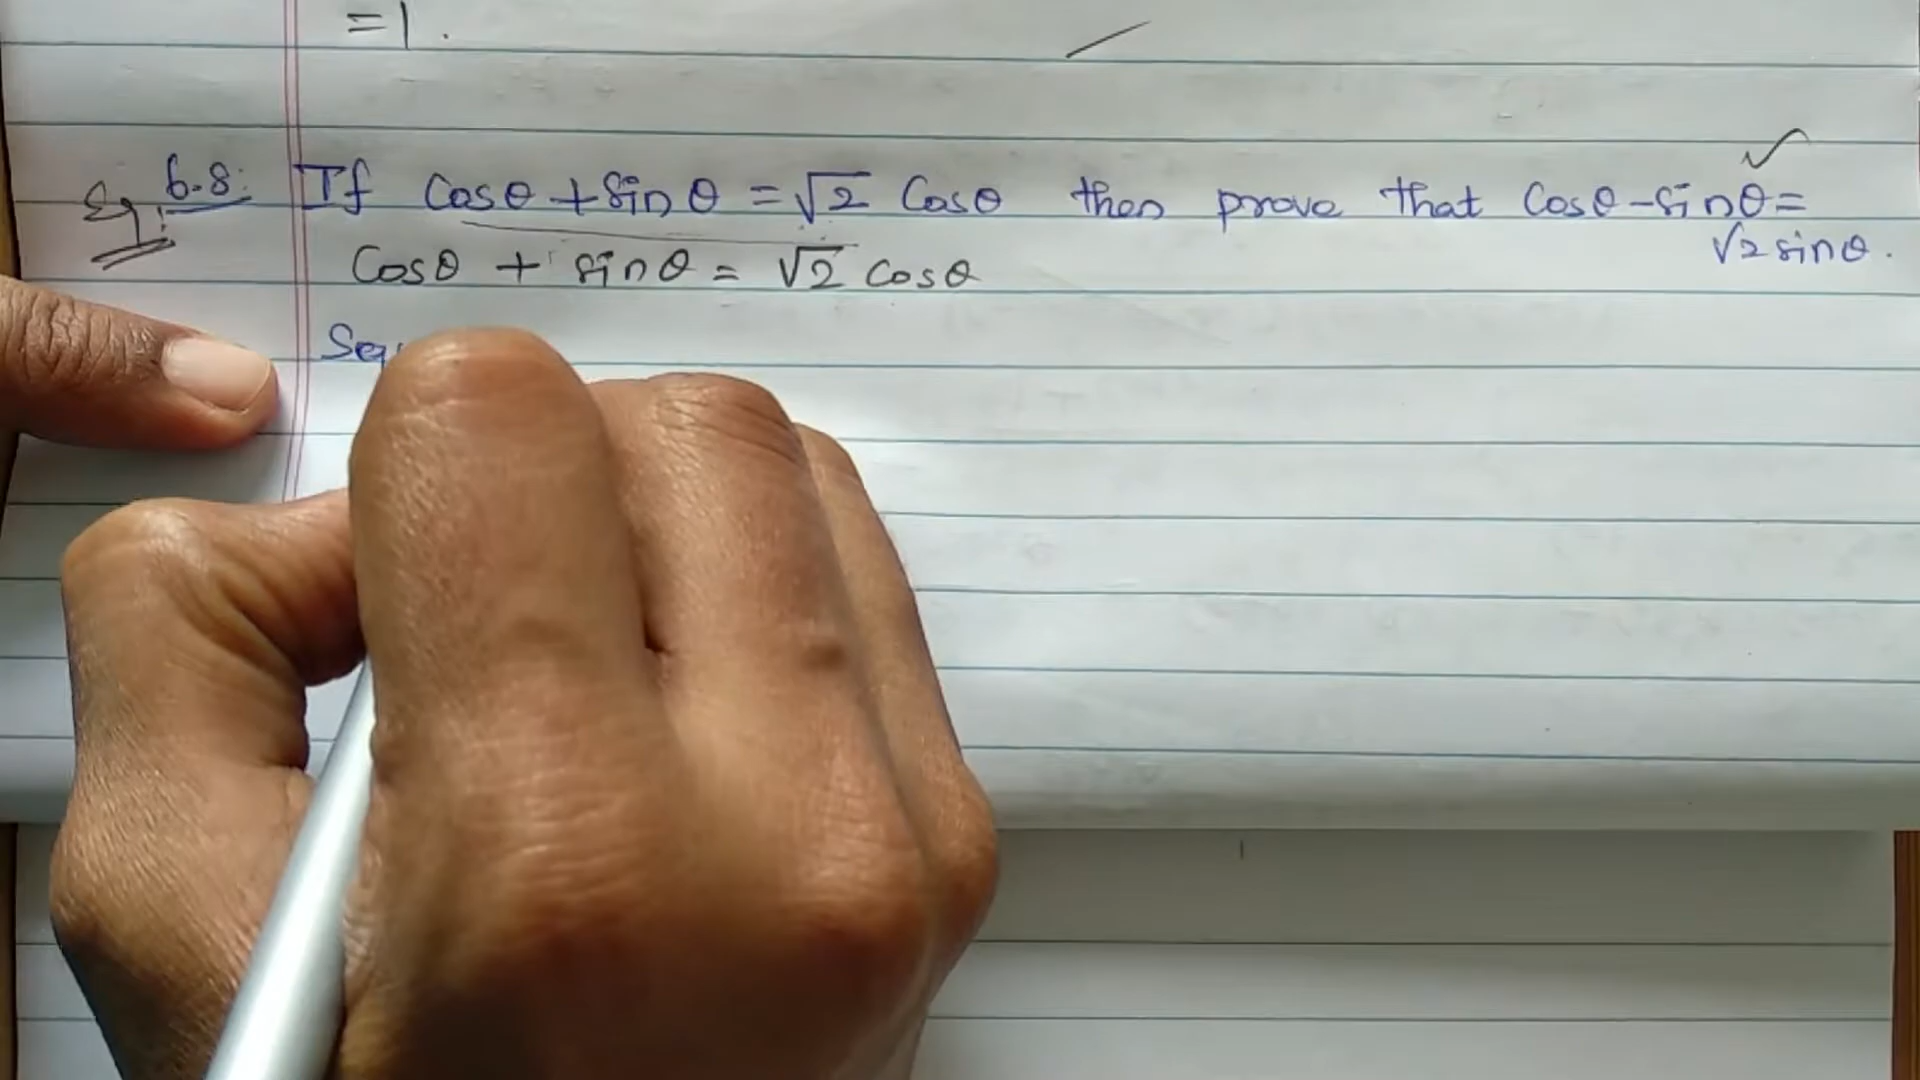 =1.
Eg: 6.8: If Cosθ + sin θ = √2 Cosθ then prove that Cosθ - sinθ =
√2 sinθ.
Cosθ + sinθ = √2 cosθ